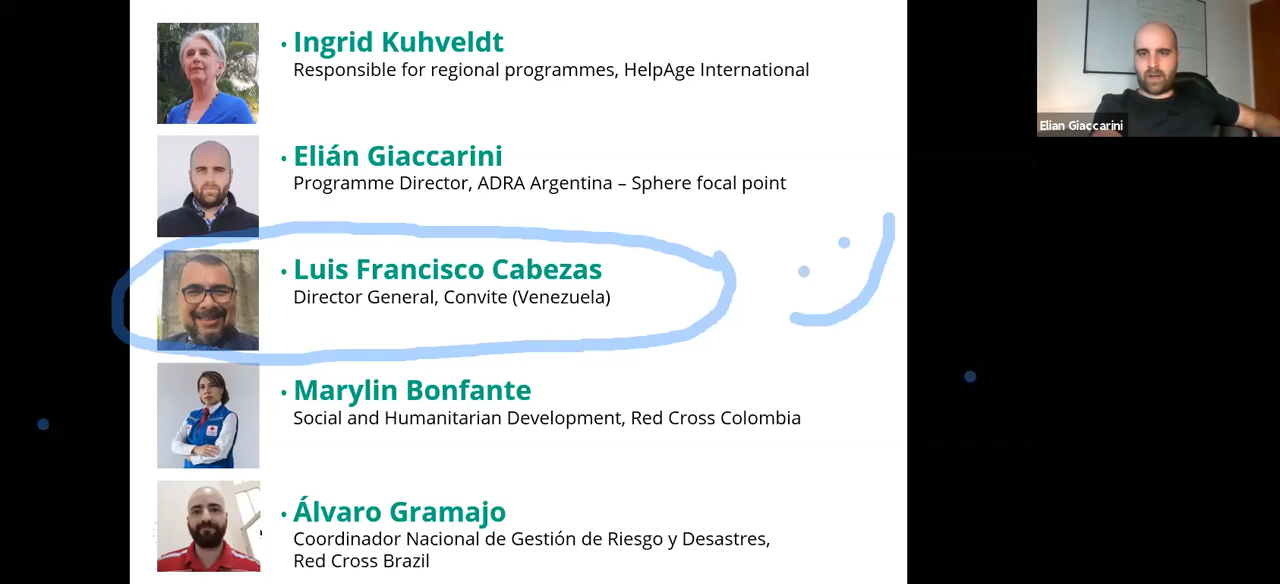 Ingrid Kuhveldt
Responsible for regional programmes, HelpAge International
Elián Giaccarini
Programme Director, ADRA Argentina – Sphere focal point
Luis Francisco Cabezas
Director General, Convite (Venezuela)
Marylin Bonfante
Social and Humanitarian Development, Red Cross Colombia
Álvaro Gramajo
Coordinador Nacional de Gestión de Riesgo y Desastres,
Red Cross Brazil
Elian Giaccarini